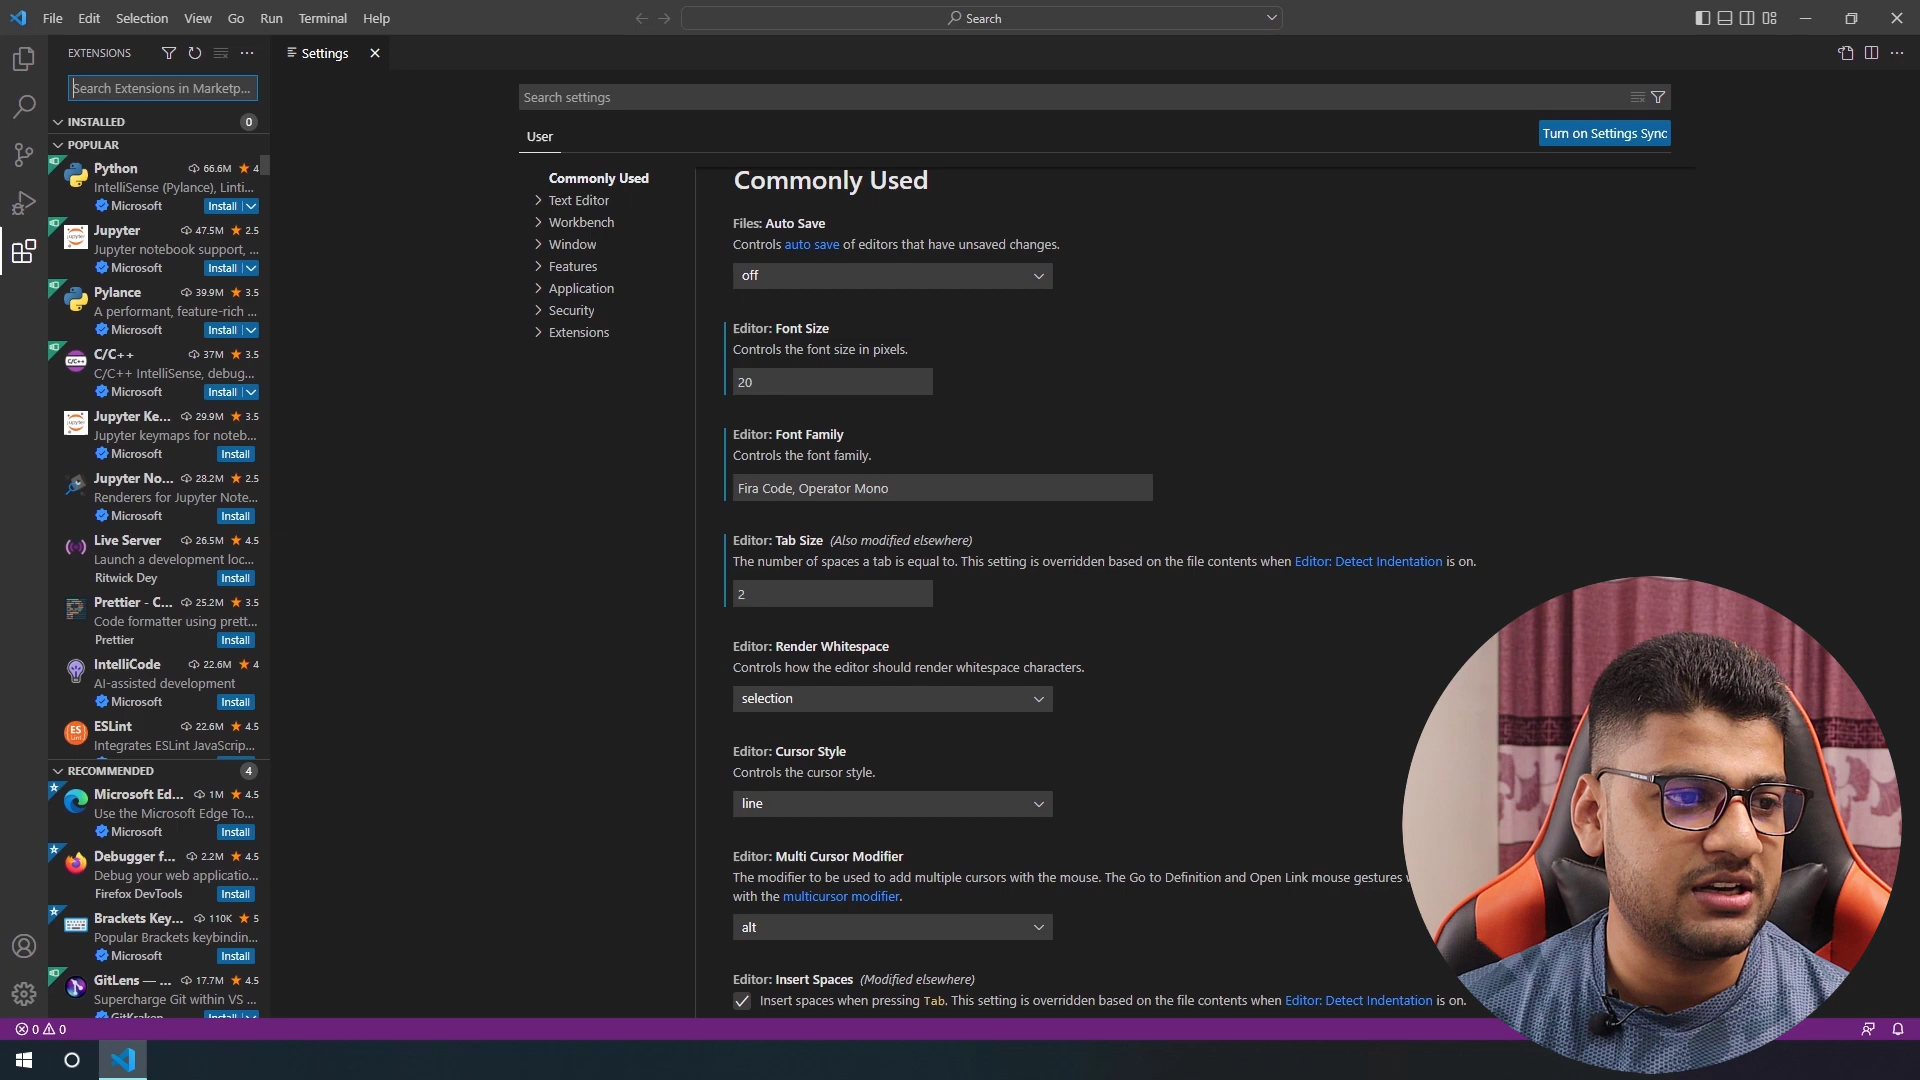 File Edit Selection View Go Run Terminal Help
Search
EXTENSIONS
Settings
Search Extensions in Marketp...
INSTALLED 0
POPULAR
Python 66.6M 4
IntelliSense (Pylance), Linti...
Microsoft Install
Jupyter 47.5M 2.5
Jupyter notebook support, ...
Microsoft Install
Pylance 39.9M 3.5
A performant, feature-rich ...
Microsoft Install
C/C++ 37M 3.5
C/C++ IntelliSense, debug...
Microsoft Install
Jupyter Ke... 29.9M 3.5
Jupyter keymaps for noteb...
Microsoft Install
Jupyter No... 28.2M 2.5
Renderers for Jupyter Note...
Microsoft Install
Live Server 26.5M 4.5
Launch a development loc...
Ritwick Dey Install
Prettier - C... 25.2M 3.5
Code formatter using prett...
Prettier Install
IntelliCode 22.6M 4
AI-assisted development
Microsoft Install
ESLint 22.6M 4.5
Integrates ESLint JavaScrip...
RECOMMENDED 4
Microsoft Ed... 1M 4.5
Use the Microsoft Edge To...
Microsoft Install
Debugger f... 2.2M 4.5
Debug your web applicatio...
Firefox DevTools Install
Brackets Key... 110K 5
Popular Brackets keybindin...
Microsoft Install
GitLens — ... 17.7M 4.5
Supercharge Git within VS ...
GitKraken Install
Search settings
User
Turn on Settings Sync
Commonly Used
Text Editor
Workbench
Window
Features
Application
Security
Extensions
Commonly Used
Files: Auto Save
Controls auto save of editors that have unsaved changes.
off
Editor: Font Size
Controls the font size in pixels.
20
Editor: Font Family
Controls the font family.
Fira Code, Operator Mono
Editor: Tab Size (Also modified elsewhere)
The number of spaces a tab is equal to. This setting is overridden based on the file contents when Editor: Detect Indentation is on.
2
Editor: Render Whitespace
Controls how the editor should render whitespace characters.
selection
Editor: Cursor Style
Controls the cursor style.
line
Editor: Multi Cursor Modifier
The modifier to be used to add multiple cursors with the mouse. The Go to Definition and Open Link mouse gestures
with the multicursor modifier.
alt
Editor: Insert Spaces (Modified elsewhere)
Insert spaces when pressing Tab. This setting is overridden based on the file contents when Editor: Detect Indentation is on.
0 0